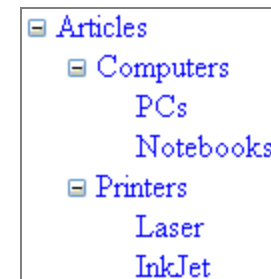 Articles
Computers
PCs
Notebooks
Printers
Laser
InkJet